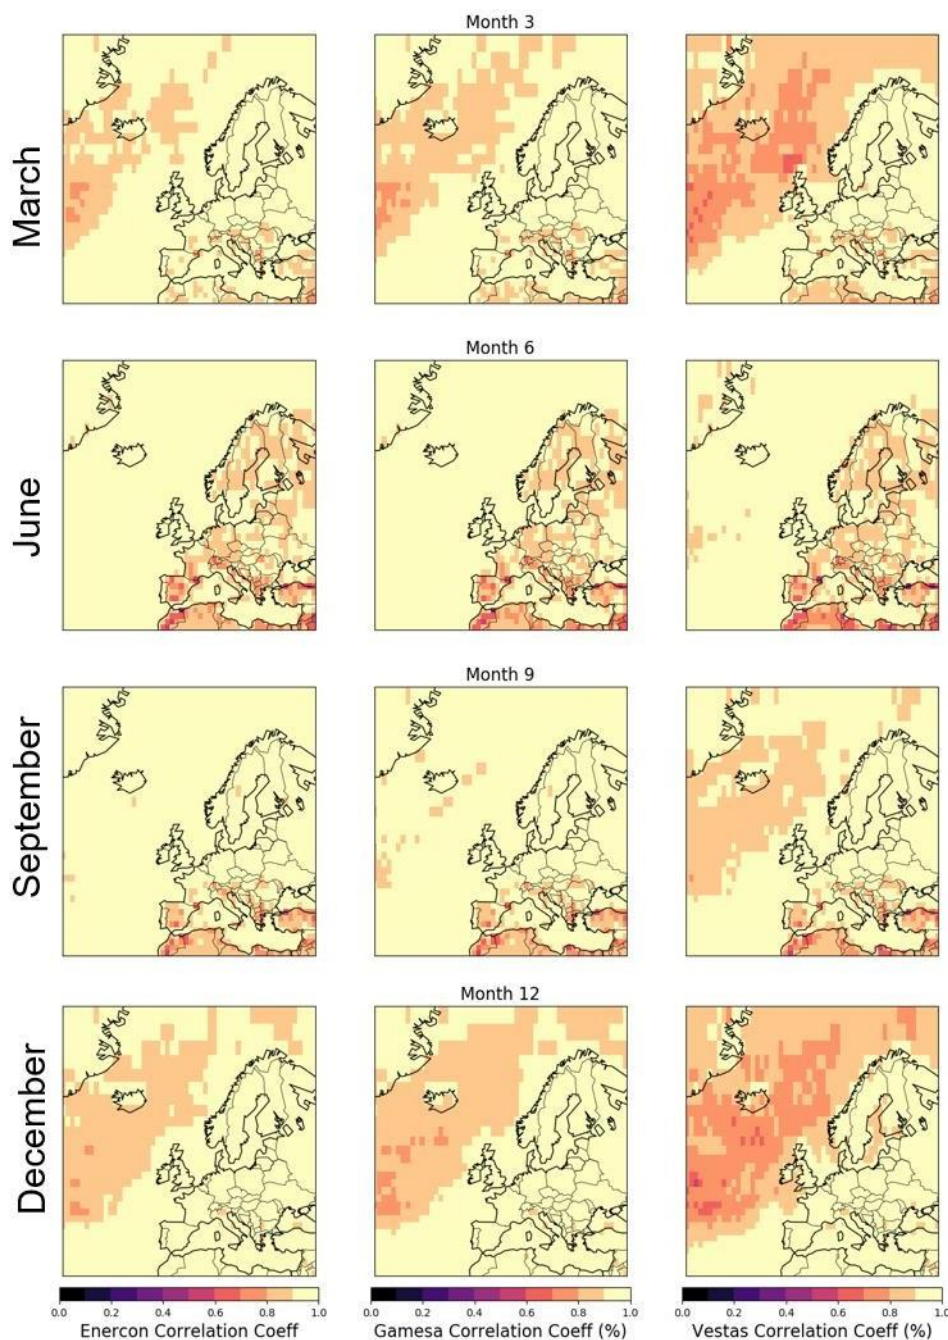 Month 3
March
Month 6
June
Month 9
September
Month 12
December
0.0 0.2 0.4 0.6 0.8 1.0
Enercon Correlation Coeff
0.0 0.2 0.4 0.6 0.8 1.0
Gamesa Correlation Coeff (%)
0.0 0.2 0.4 0.6 0.8 1.0
Vestas Correlation Coeff (%)